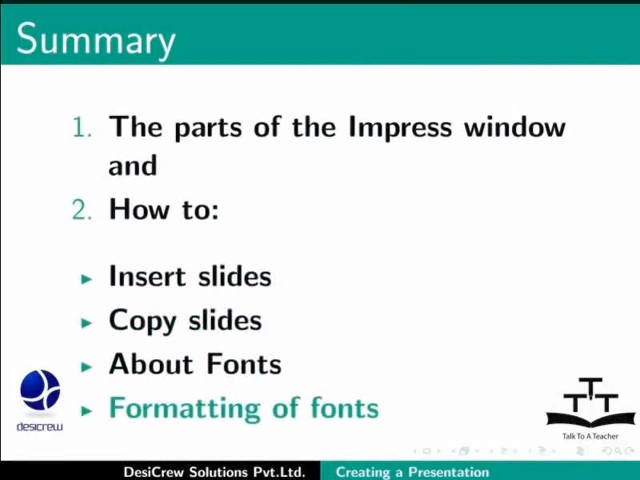 Summary
1. The parts of the Impress window
and
2. How to:
Insert slides
Copy slides
About Fonts
Formatting of fonts
desicrew
TTT
Talk To A Teacher
DesiCrew Solutions Pvt.Ltd. Creating a Presentation